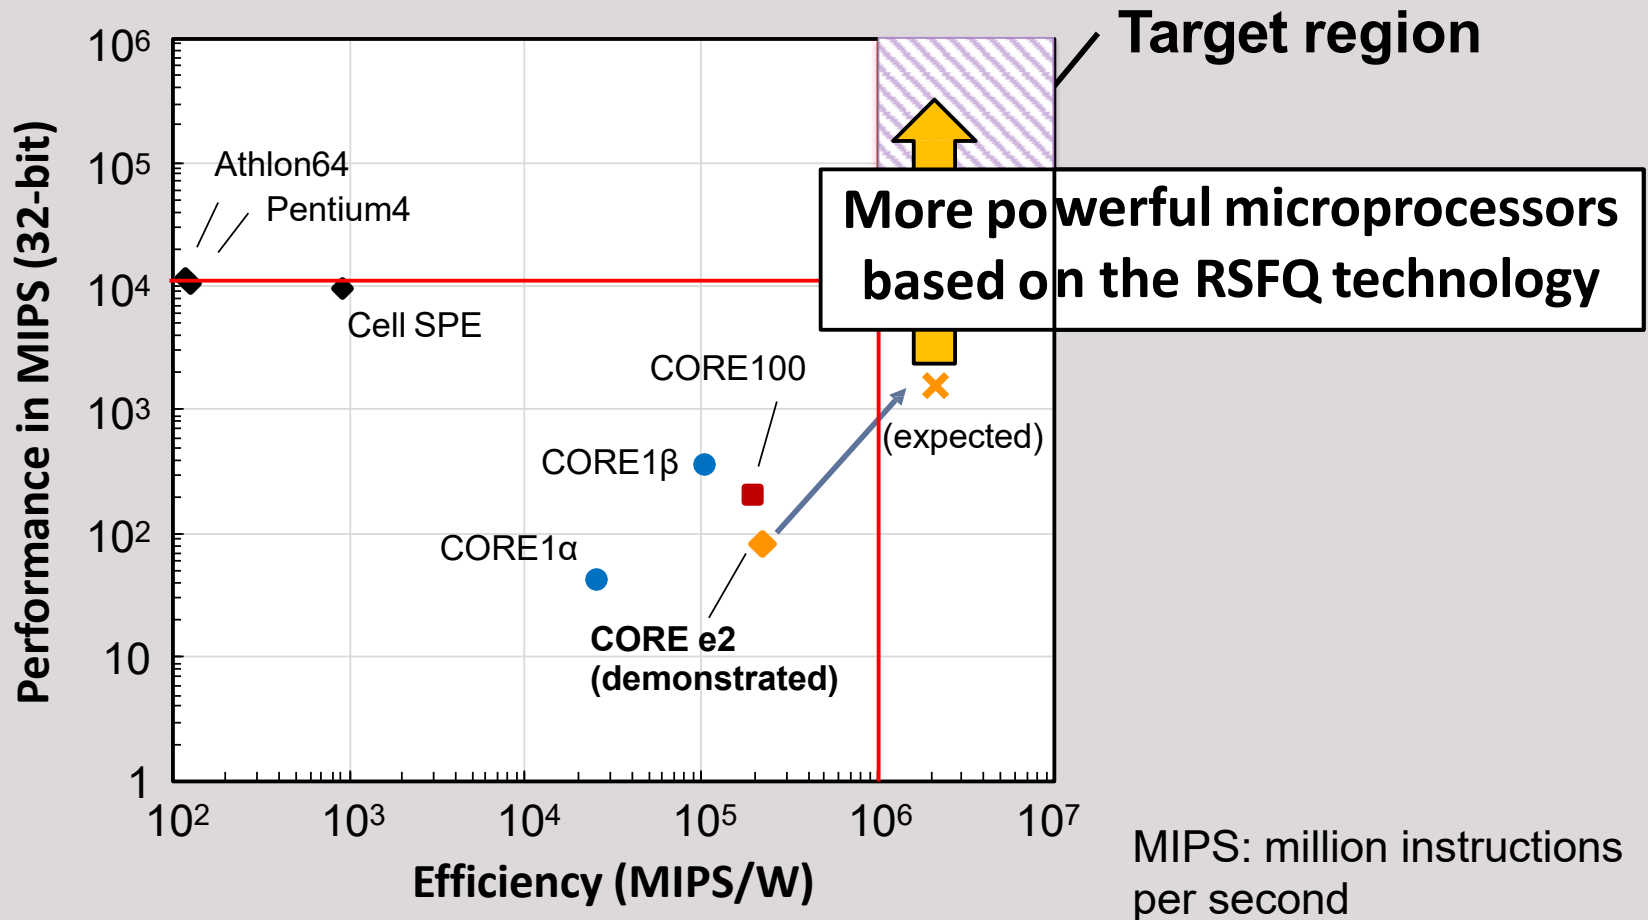 Target region
Performance in MIPS (32-bit)
10⁶
10⁵
10⁴
10³
10²
10
1
Athlon64
Pentium4
Cell SPE
More powerful microprocessors
based on the RSFQ technology
CORE100
(expected)
CORE1β
CORE1α
CORE e2
(demonstrated)
10² 10³ 10⁴ 10⁵ 10⁶ 10⁷
Efficiency (MIPS/W)
MIPS: million instructions
per second